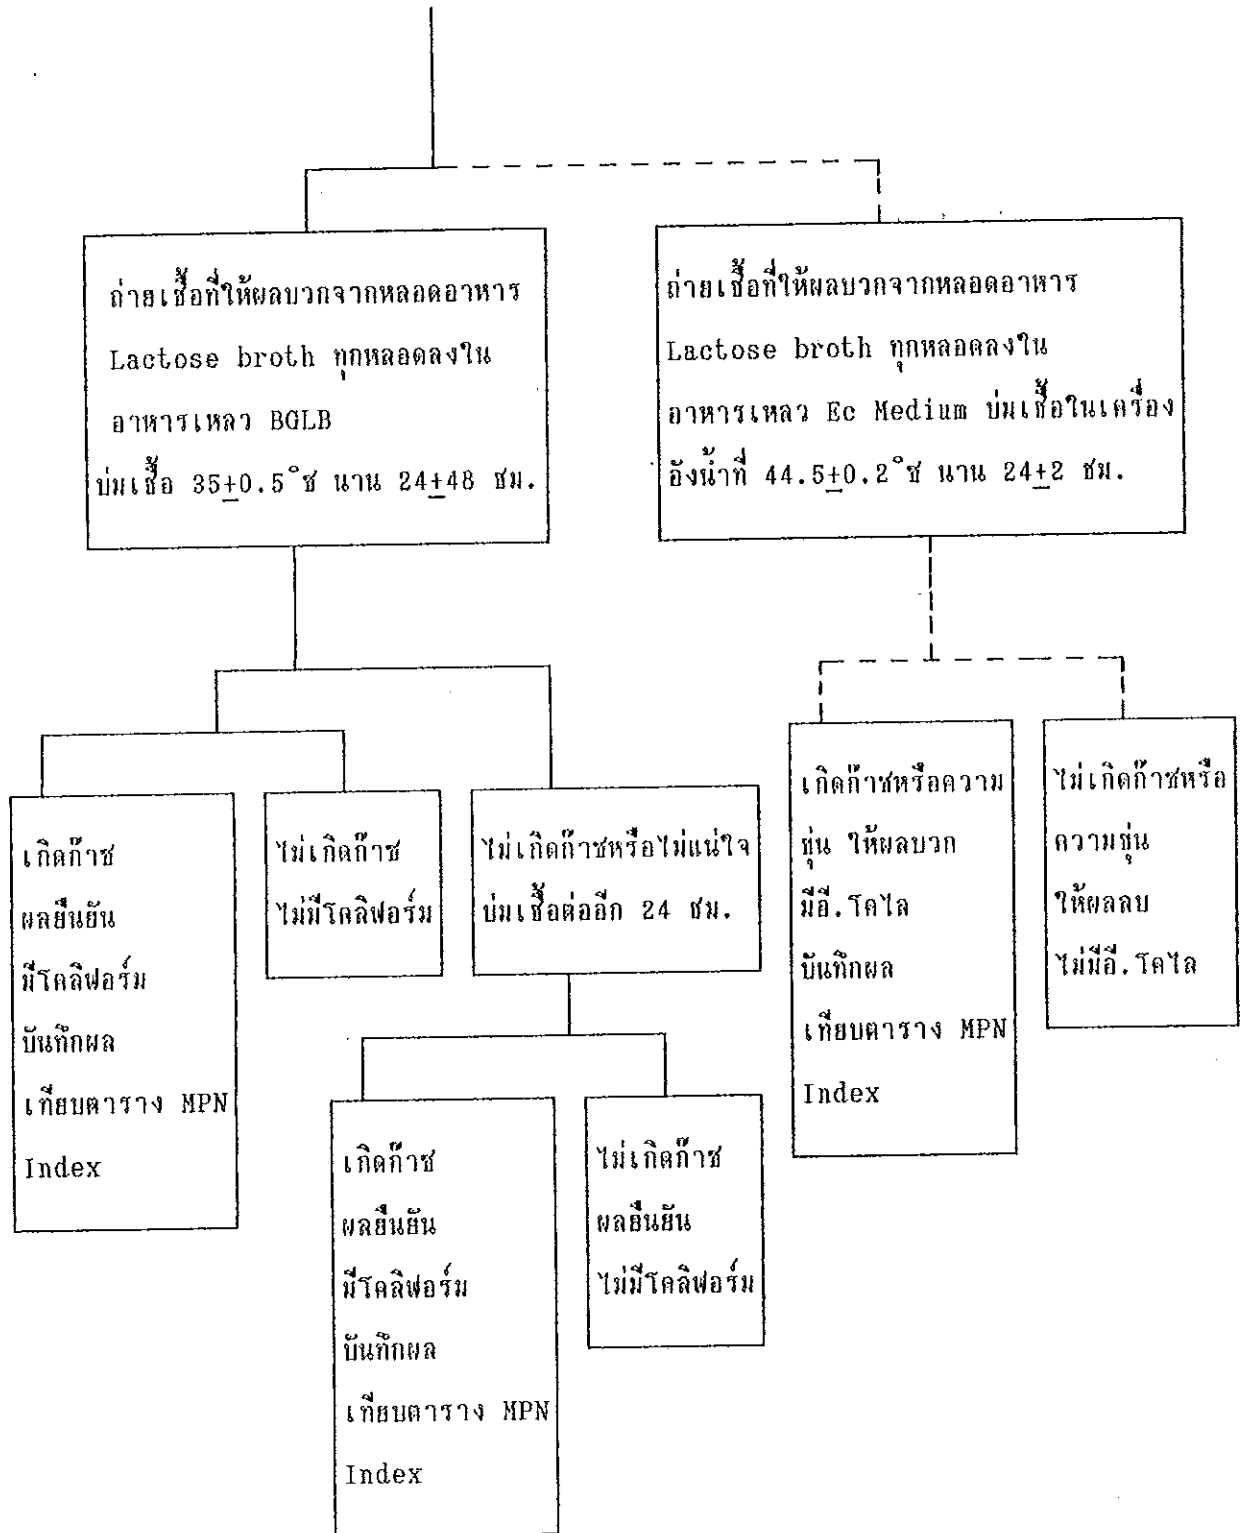 ถ่ายเชื้อที่ให้ผลบวกจากหลอดอาหาร
Lactose broth ทุกหลอดลงใน
อาหารเหลว BGLB
บ่มเชื้อ 35±0.5°ซ นาน 24±48 ชม.
ถ่ายเชื้อที่ให้ผลบวกจากหลอดอาหาร
Lactose broth ทุกหลอดลงใน
อาหารเหลว Ec Medium บ่มเชื้อในเครื่อง
อังน้ำที่ 44.5±0.2°ซ นาน 24±2 ชม.
เกิดก๊าซ
ผลยืนยัน
มีโคลิฟอร์ม
บันทึกผล
เทียบตาราง MPN
Index
ไม่เกิดก๊าซ
ไม่มีโคลิฟอร์ม
ไม่เกิดก๊าซหรือไม่แน่ใจ
บ่มเชื้อต่ออีก 24 ชม.
เกิดก๊าซหรือความ
ขุ่น ให้ผลบวก
มีอี.โคไล
บันทึกผล
เทียบตาราง MPN
Index
ไม่เกิดก๊าซหรือ
ความขุ่น
ให้ผลลบ
ไม่มีอี.โคไล
เกิดก๊าซ
ผลยืนยัน
มีโคลิฟอร์ม
บันทึกผล
เทียบตาราง MPN
Index
ไม่เกิดก๊าซ
ผลยืนยัน
ไม่มีโคลิฟอร์ม